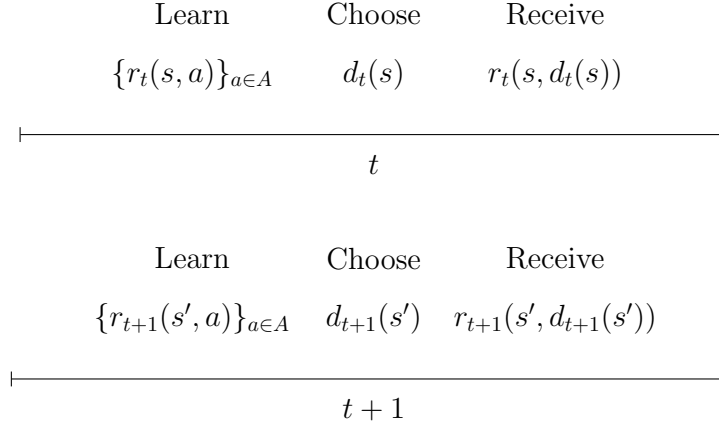 Learn Choose Receive
{r_t(s, a)}_{a∈A} d_t(s) r_t(s, d_t(s))
t
Learn Choose Receive
{r_{t+1}(s′, a)}_{a∈A} d_{t+1}(s′) r_{t+1}(s′, d_{t+1}(s′))
t + 1